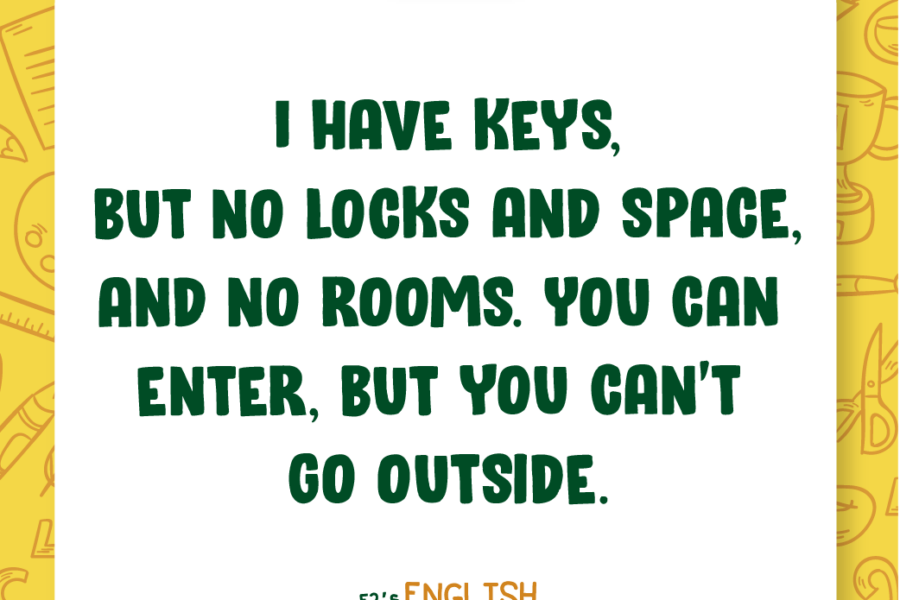 I HAVE KEYS,
BUT NO LOCKS AND SPACE,
AND NO ROOMS. YOU CAN
ENTER, BUT YOU CAN'T
GO OUTSIDE.
ENGLISH